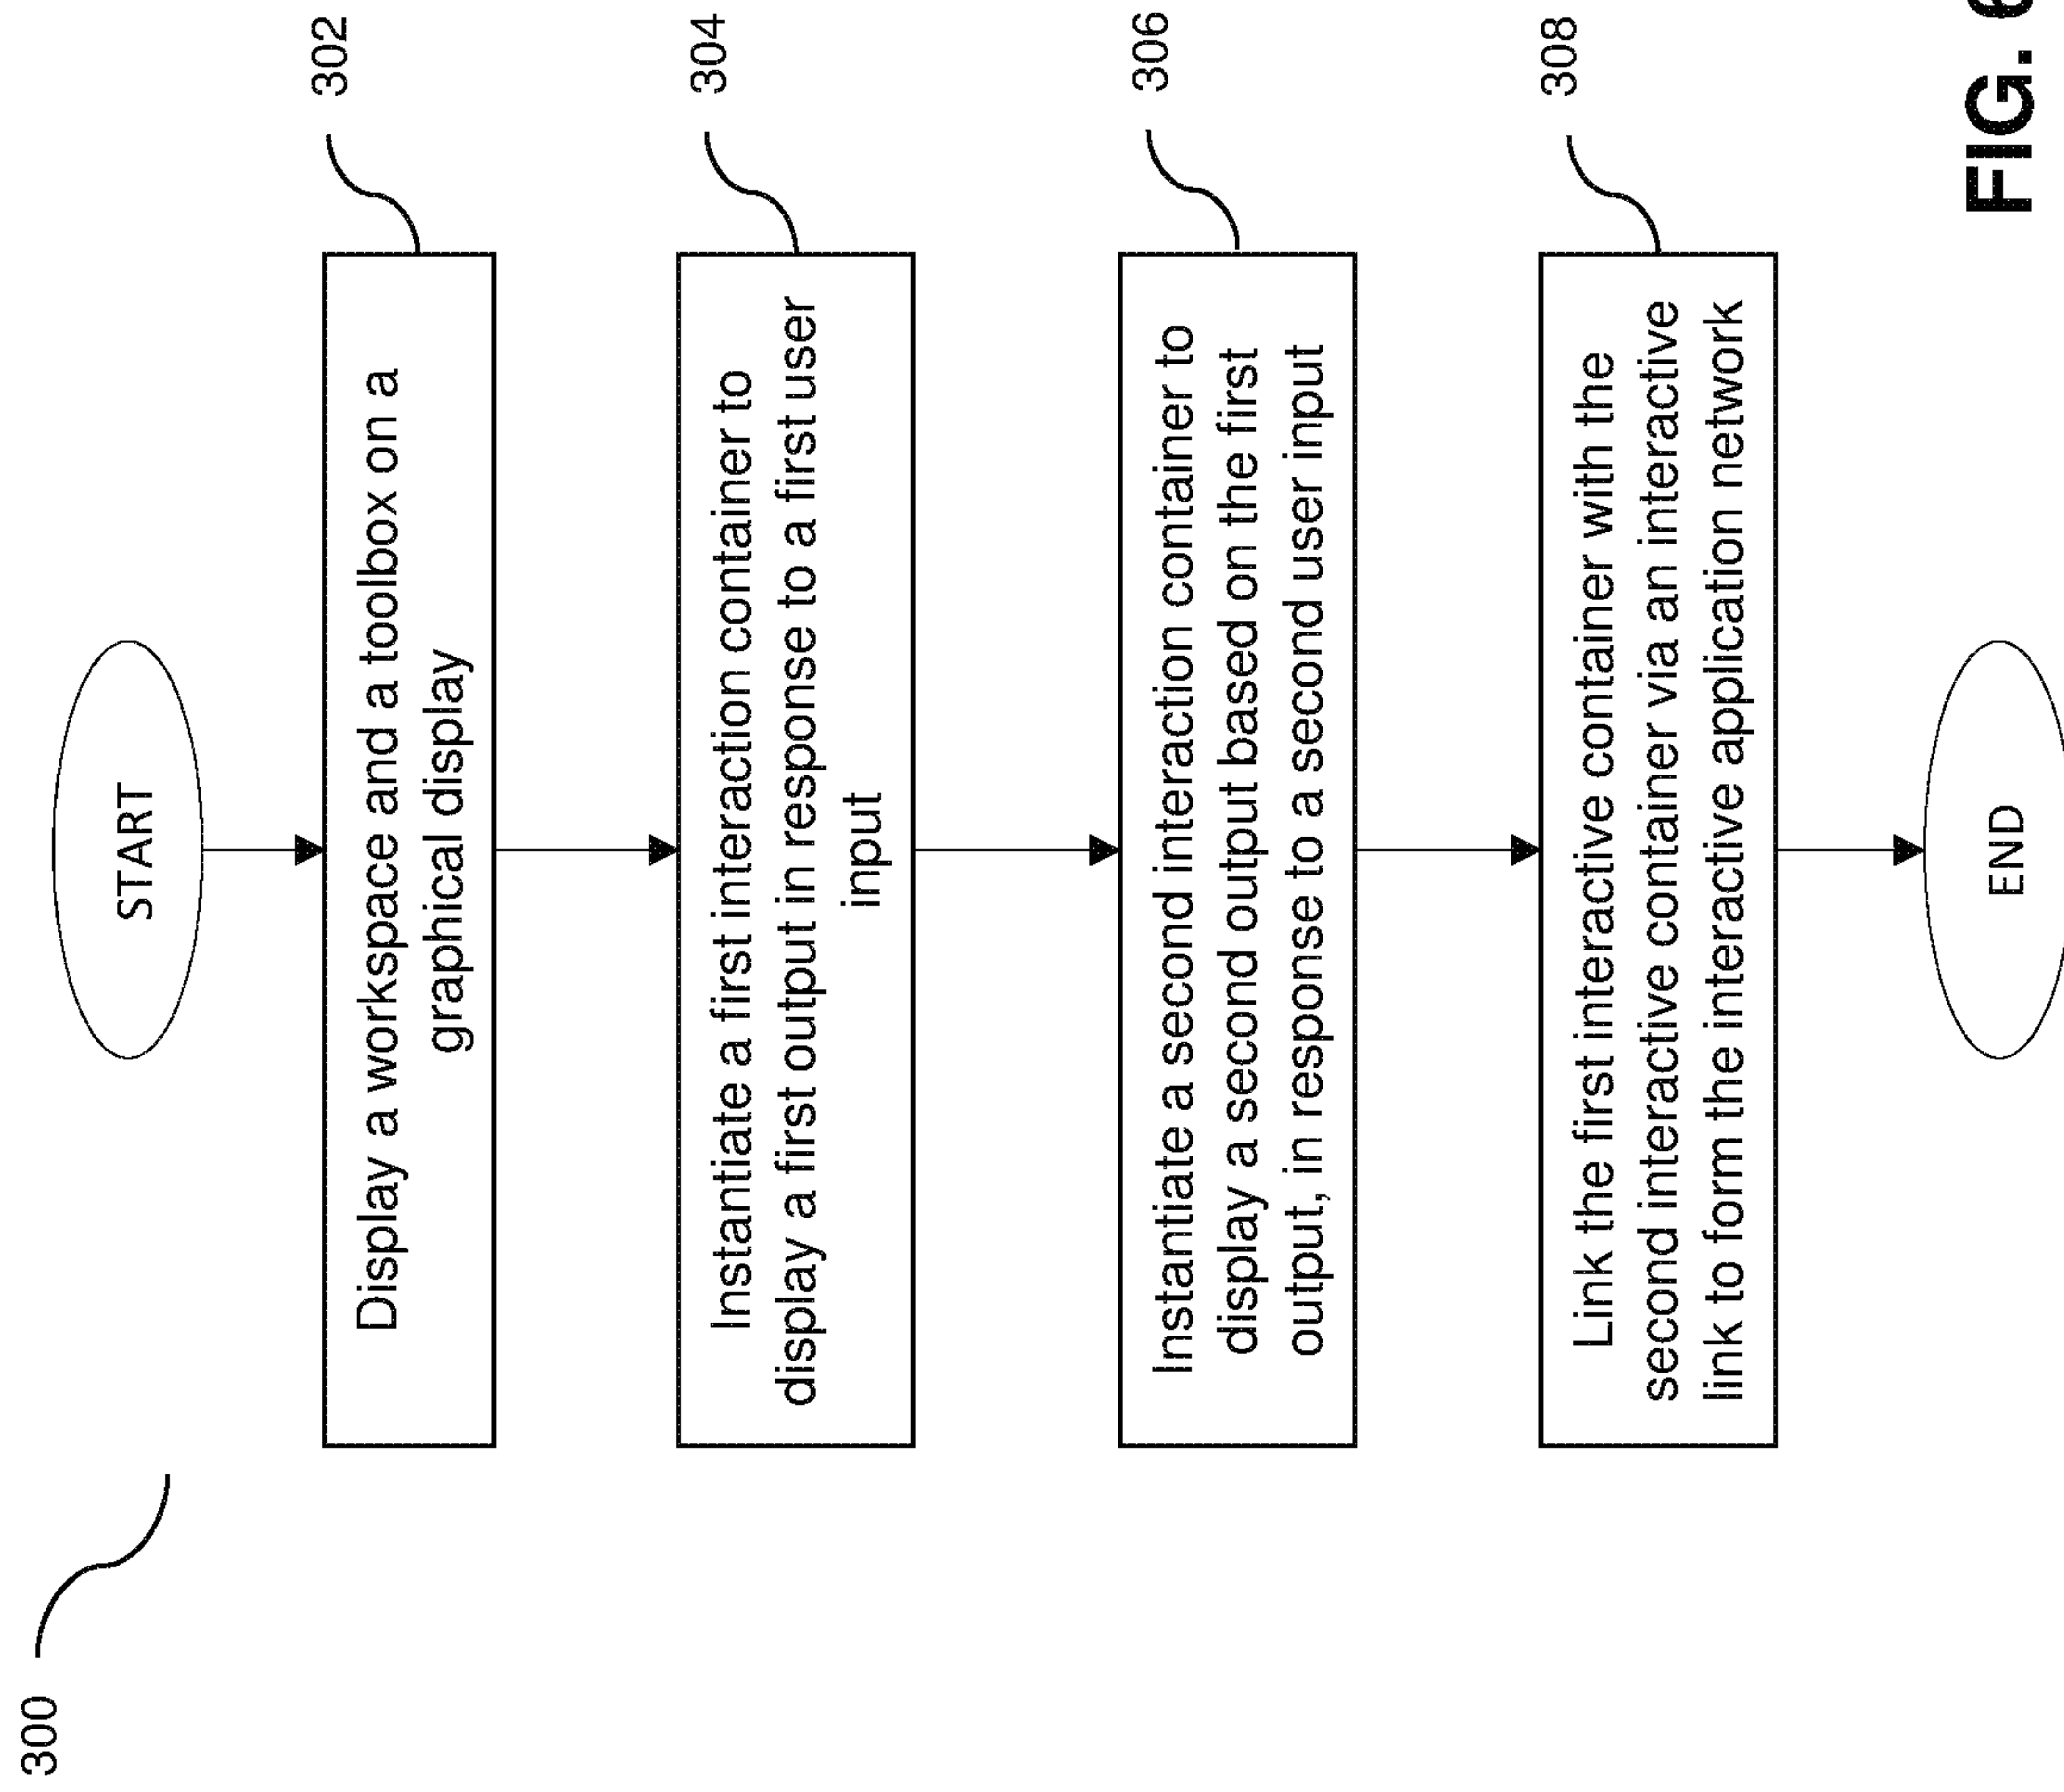 300
START
Display a workspace and a toolbox on a
graphical display
302
Instantiate a first interaction container to
display a first output in response to a first user
input
304
Instantiate a second interaction container to
display a second output based on the first
output, in response to a second user input
306
Link the first interactive container with the
second interactive container via an interactive
link to form the interactive application network
308
END
FIG.